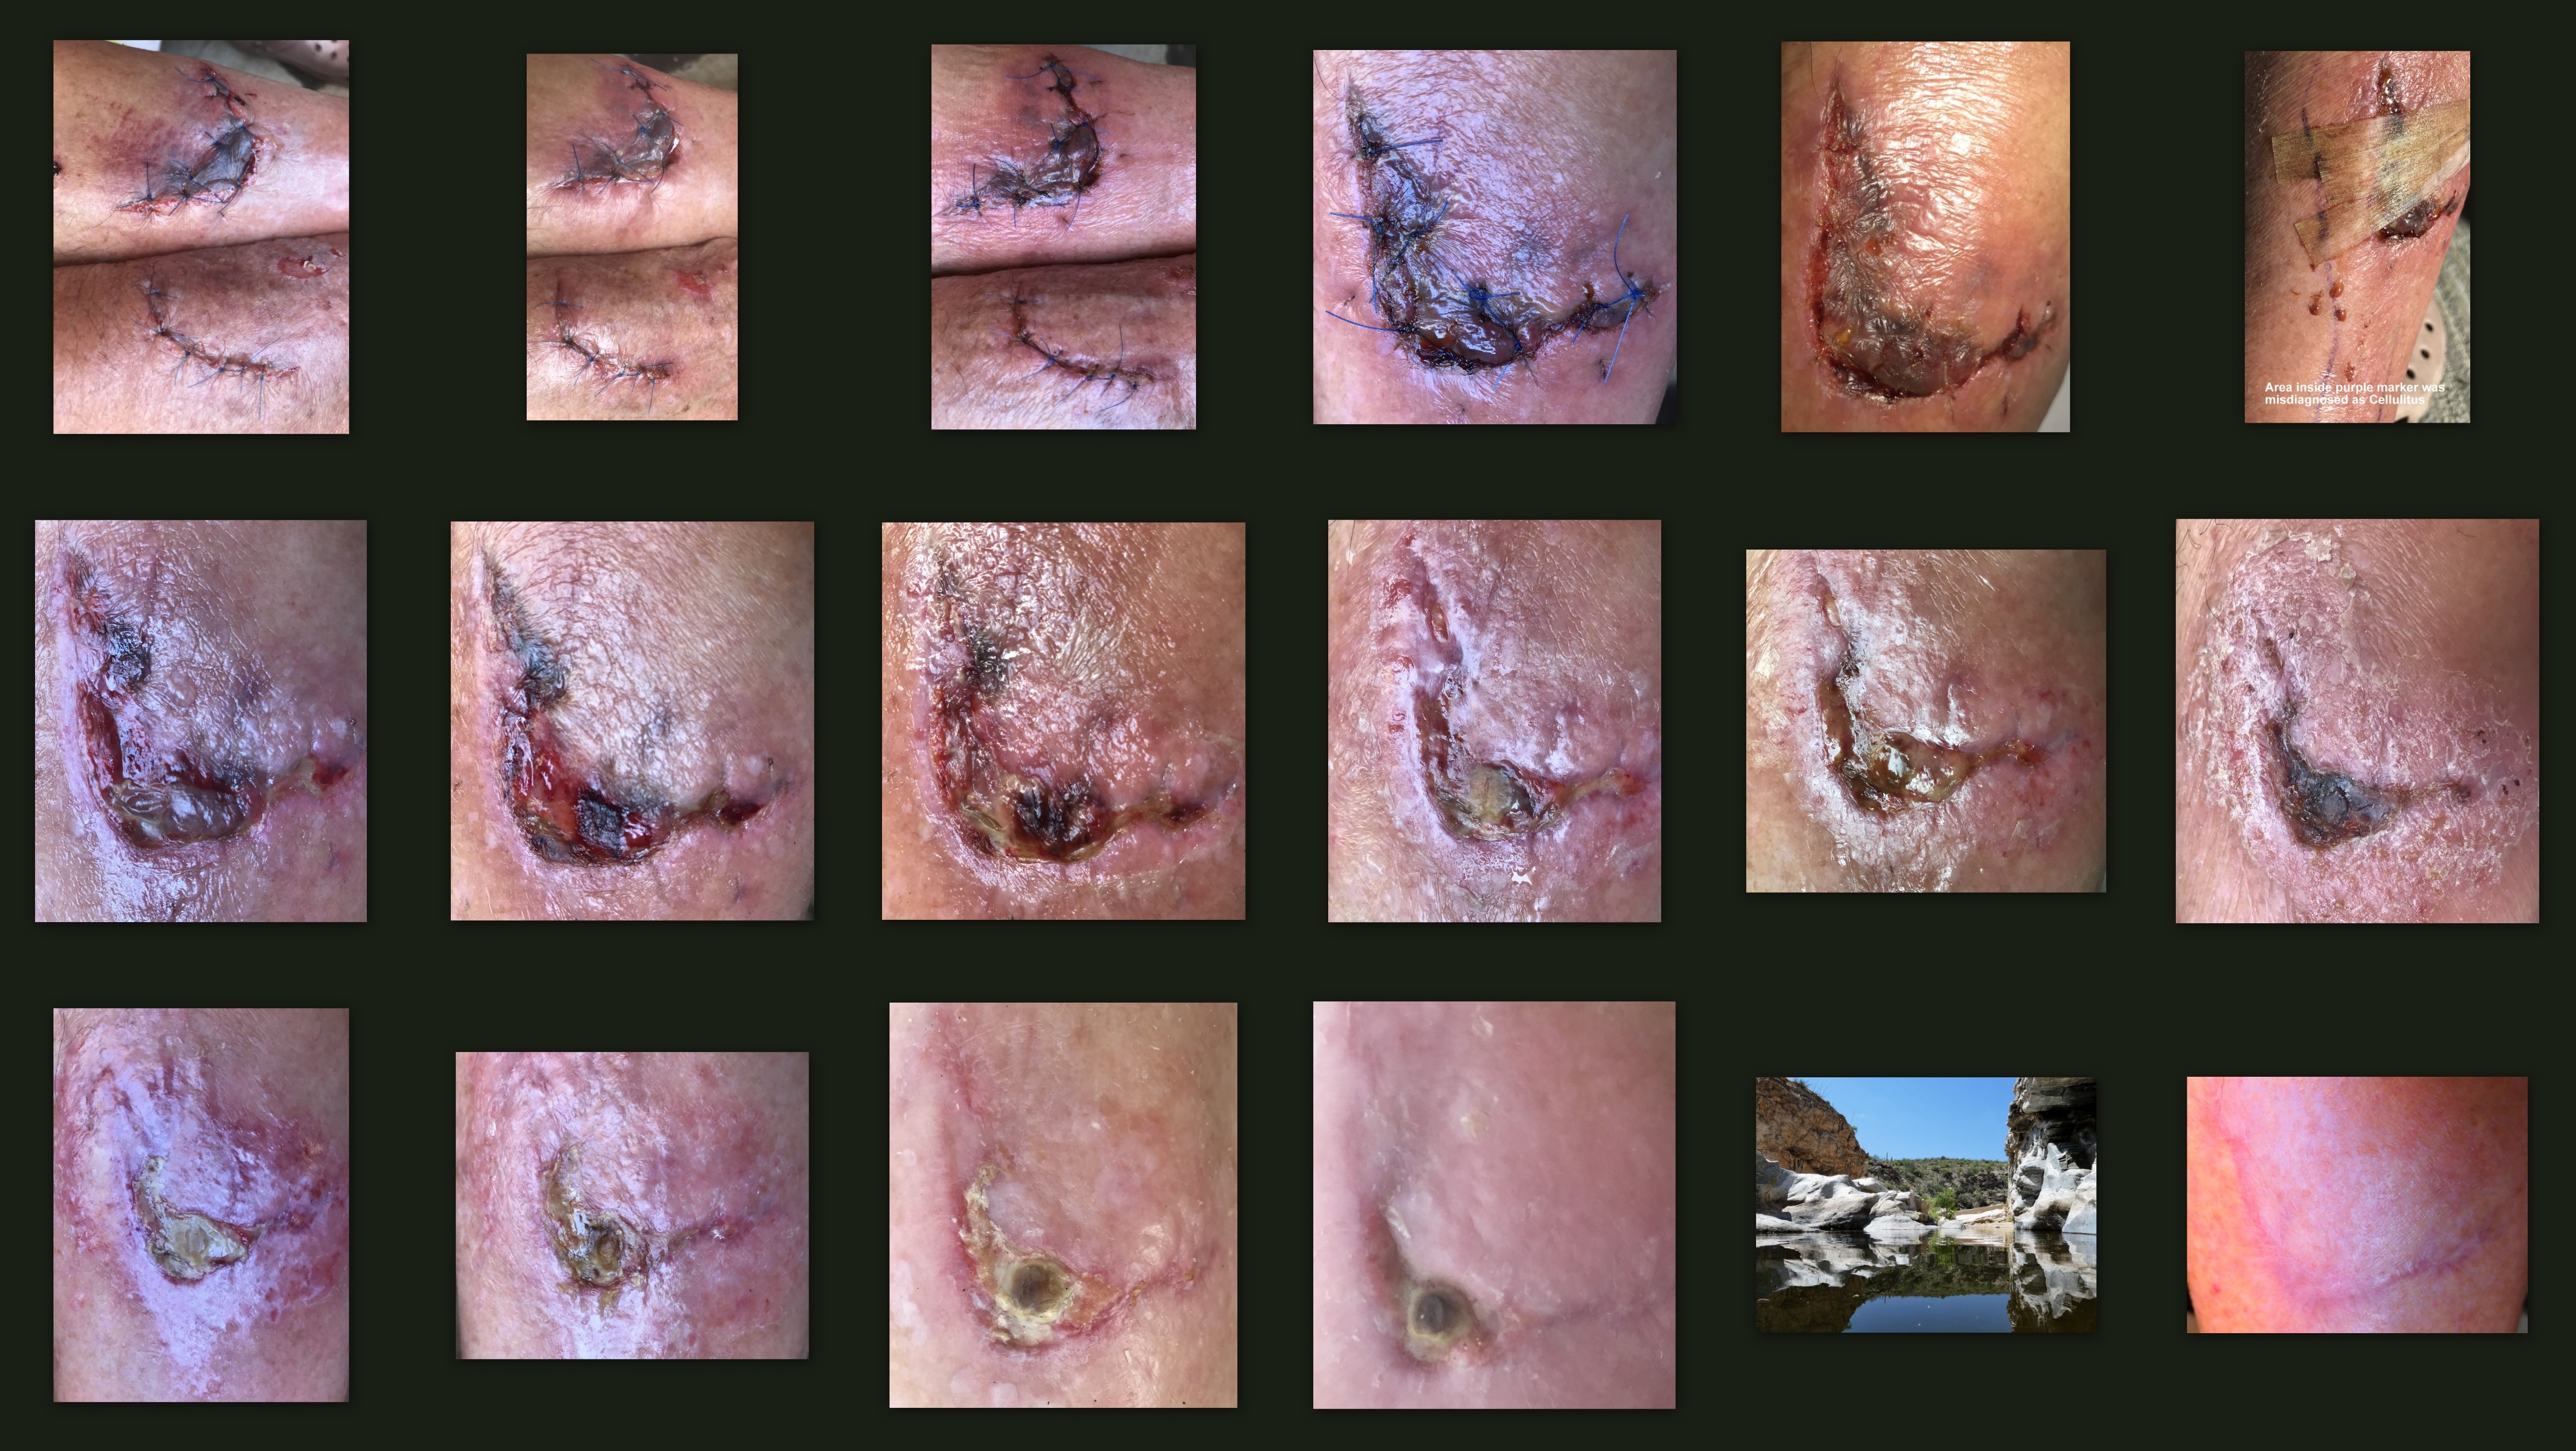 Area inside purple marker was
misdiagnosed as Cellulitus